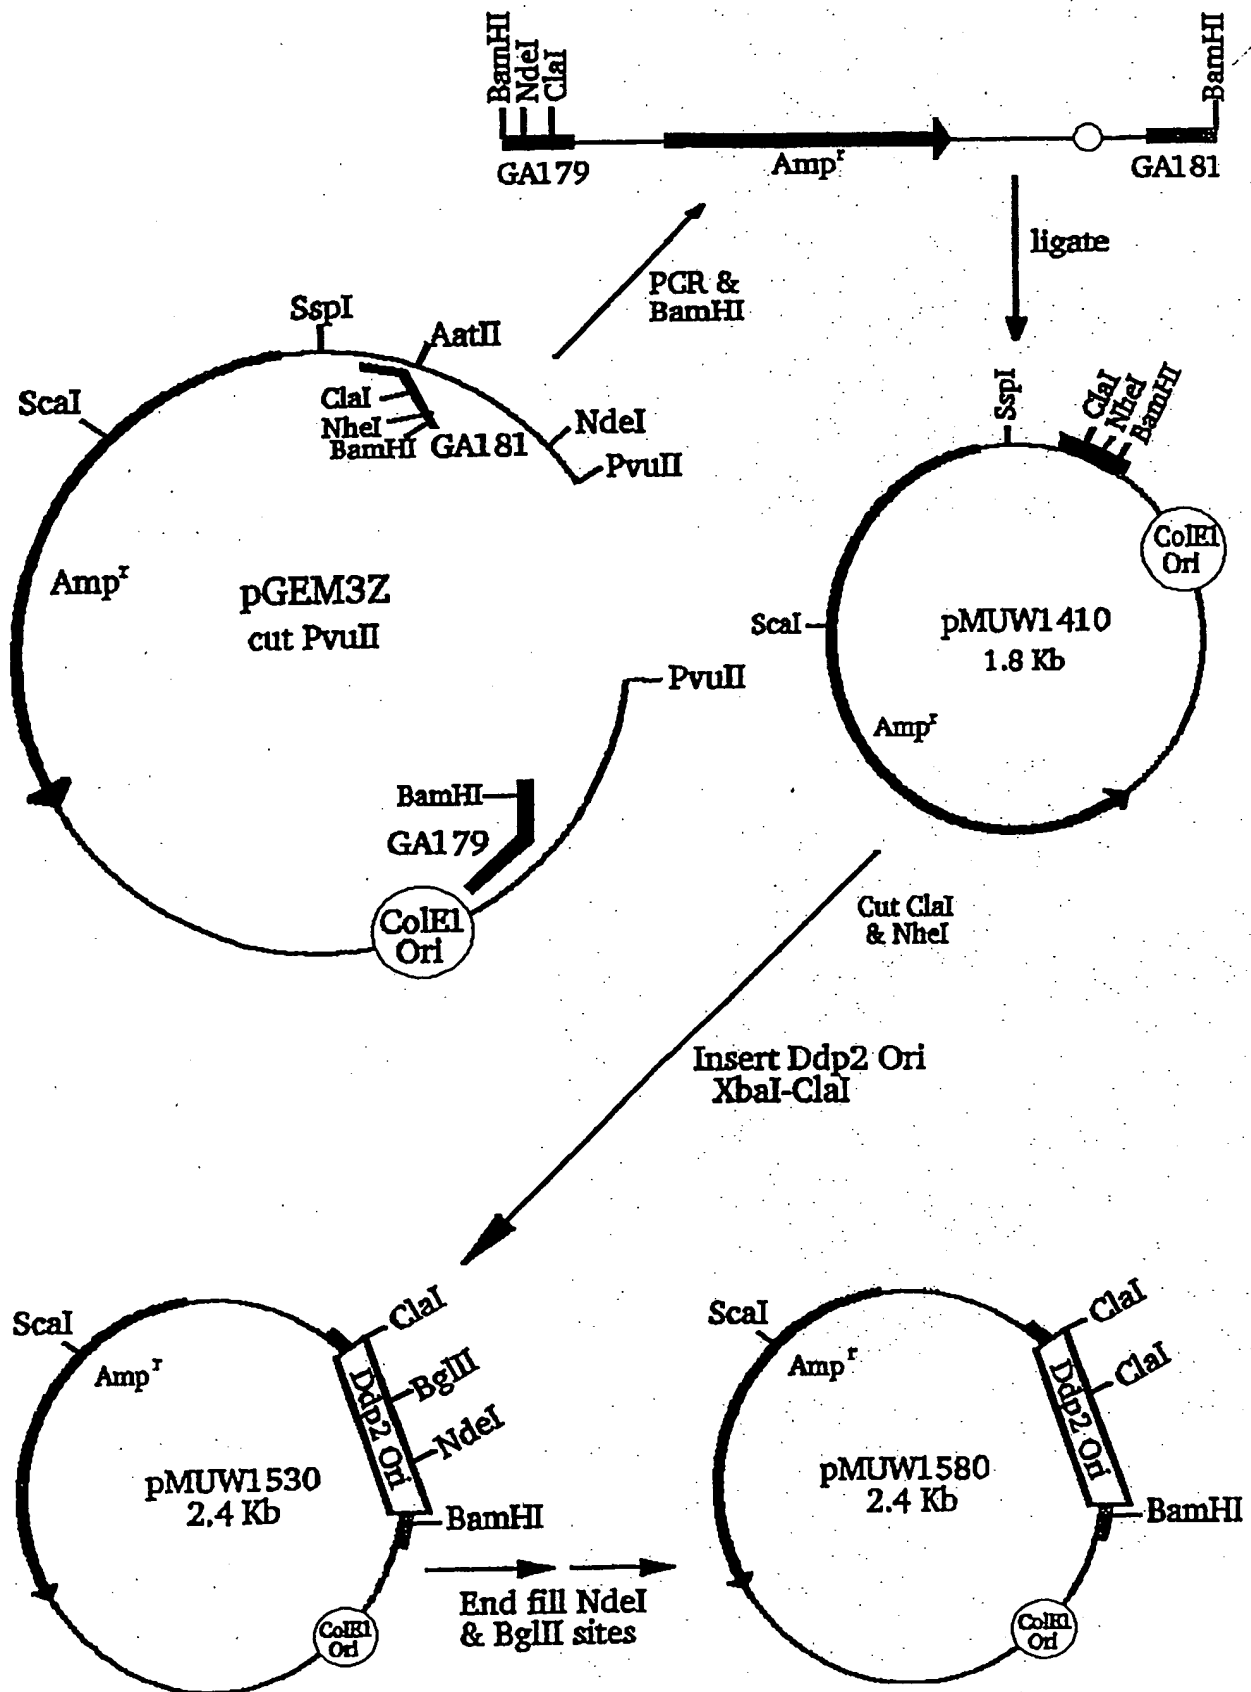 BamHI
NdeI
ClaI
BamHI
GA179
Ampr
GA181
ligate
PCR &
BamHI
SspI
AatII
ScaI
ClaI
NheI
BamHI
GA181
NdeI
PvuII
Ampr
pGEM3Z
cut PvuII
PvuII
BamHI
GA179
ColE1
Ori
SspI
ClaI
NheI
BamHI
ColE1
Ori
ScaI
pMUW1410
1.8 Kb
Ampr
Cut ClaI
& NheI
Insert Ddp2 Ori
XbaI-ClaI
ScaI
Ampr
ClaI
BglII
NdeI
Ddp2 Ori
pMUW1530
2.4 Kb
BamHI
ColE1
Ori
End fill NdeI
& BglII sites
ScaI
Ampr
ClaI
ClaI
Ddp2 Ori
pMUW1580
2.4 Kb
BamHI
ColE1
Ori